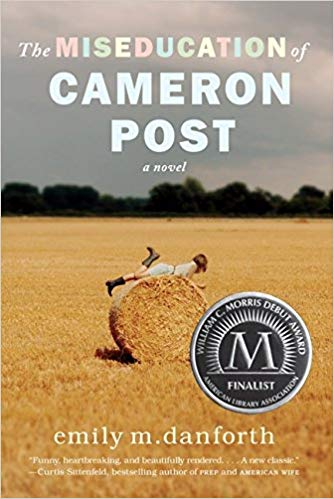 The MISEDUCATION of
CAMERON
POST
a novel
WILLIAM C. MORRIS DEBUT AWARD
M
FINALIST
AMERICAN LIBRARY ASSOCIATION
emily m. danforth
"Funny, heartbreaking, and beautifully rendered. . . . A new classic."
—Curtis Sittenfeld, bestselling author of PREP and AMERICAN WIFE